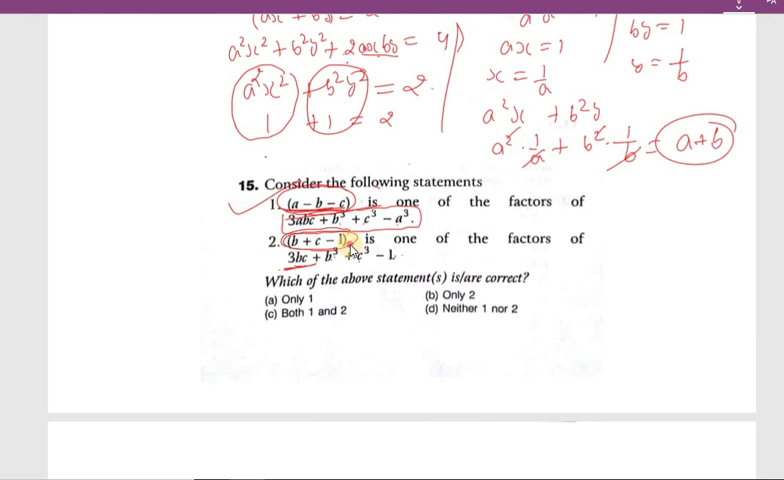 a²x² + b²y² + 2axby = 4
ax = 1
by = 1
x = 1/a
y = 1/b
a²x² + b²y² = 2
1 + 1 = 2
a²x + b²y
a² · 1/a + b² · 1/b = a+b
15. Consider the following statements
1. (a − b − c) is one of the factors of
3abc + b³ + c³ − a³.
2. (b + c − 1) is one of the factors of
3bc + b³ + c³ − 1.
Which of the above statement(s) is/are correct?
(a) Only 1 (b) Only 2
(c) Both 1 and 2 (d) Neither 1 nor 2